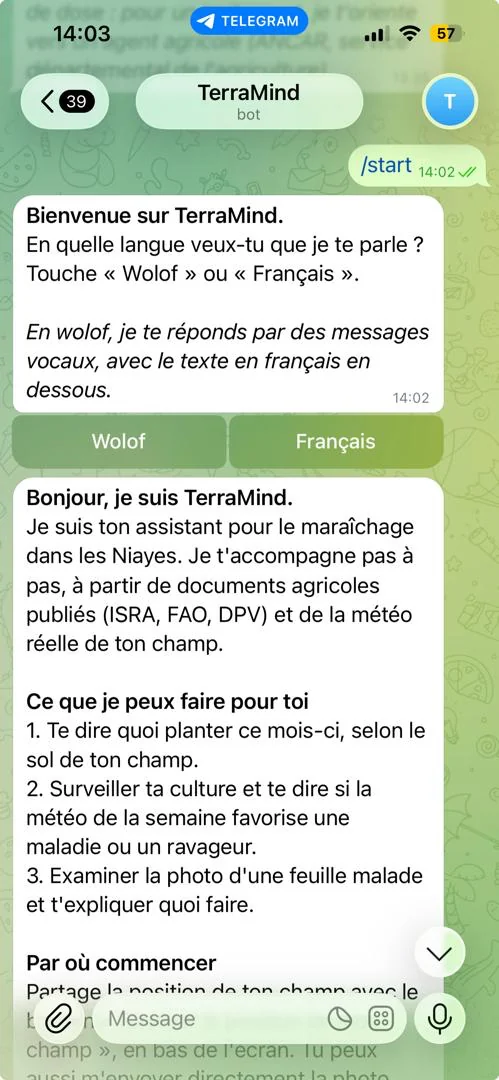 de dose : pour un
je t'oriente
14:03
TELEGRAM
57
39
TerraMind
bot
T
/start 14:02
Bienvenue sur TerraMind.
En quelle langue veux-tu que je te parle ?
Touche « Wolof » ou « Français ».
En wolof, je te réponds par des messages
vocaux, avec le texte en français en
dessous.
14:02
Wolof
Français
Bonjour, je suis TerraMind.
Je suis ton assistant pour le maraîchage
dans les Niayes. Je t'accompagne pas à
pas, à partir de documents agricoles
publiés (ISRA, FAO, DPV) et de la météo
réelle de ton champ.
Ce que je peux faire pour toi
1. Te dire quoi planter ce mois-ci, selon le
sol de ton champ.
2. Surveiller ta culture et te dire si la
météo de la semaine favorise une
maladie ou un ravageur.
3. Examiner la photo d'une feuille malade
et t'expliquer quoi faire.
Par où commencer
Partage la position de ton champ avec le
Message
champ », en bas de l'écran. Tu peux
aussi m'envoyer directement la photo